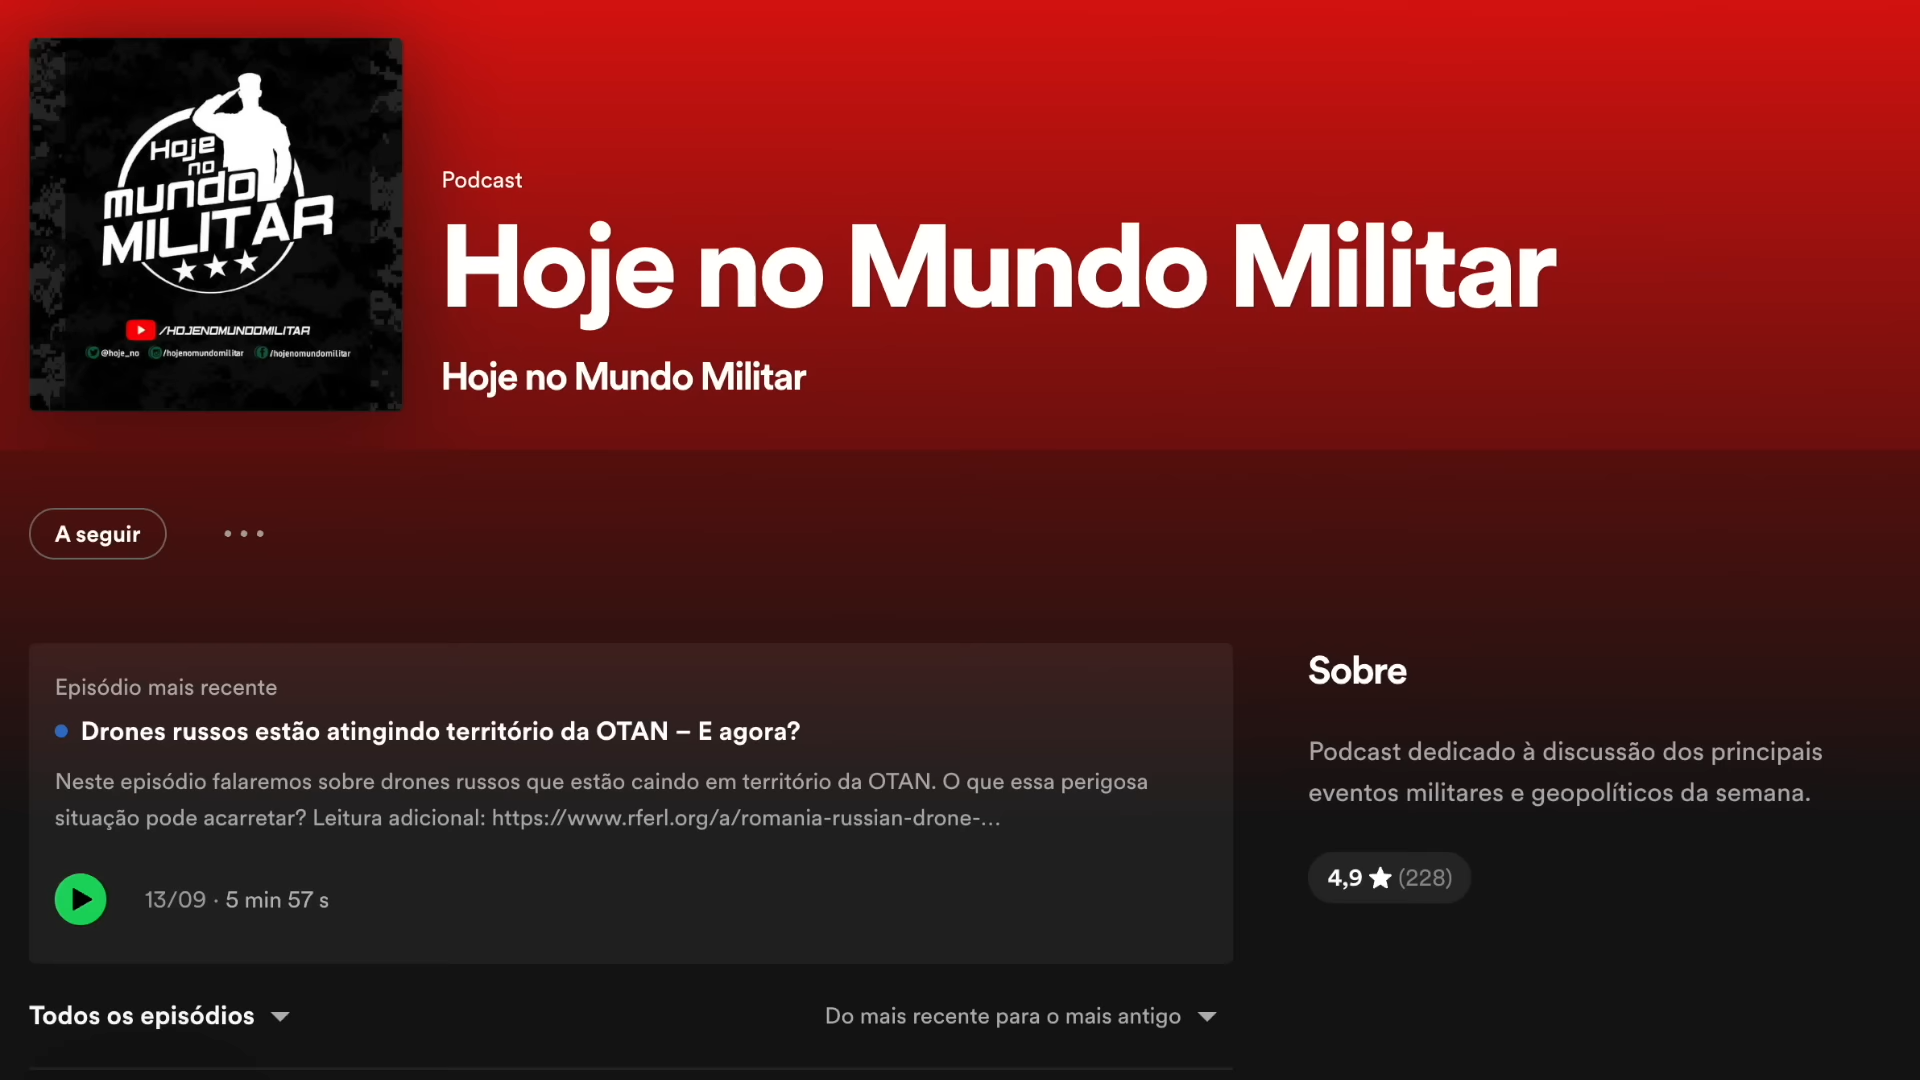 Hoje
no
mundo
MILITAR
/HOJENOMUNDOMILITAR
@hoje_no /hojenomundomilitar /hojenomundomilitar
Podcast
Hoje no Mundo Militar
Hoje no Mundo Militar
A seguir
Episódio mais recente
Drones russos estão atingindo território da OTAN – E agora?
Neste episódio falaremos sobre drones russos que estão caindo em território da OTAN. O que essa perigosa
situação pode acarretar? Leitura adicional: https://www.rferl.org/a/romania-russian-drone-…
13/09 · 5 min 57 s
Sobre
Podcast dedicado à discussão dos principais
eventos militares e geopolíticos da semana.
4,9 ★ (228)
Todos os episódios
Do mais recente para o mais antigo